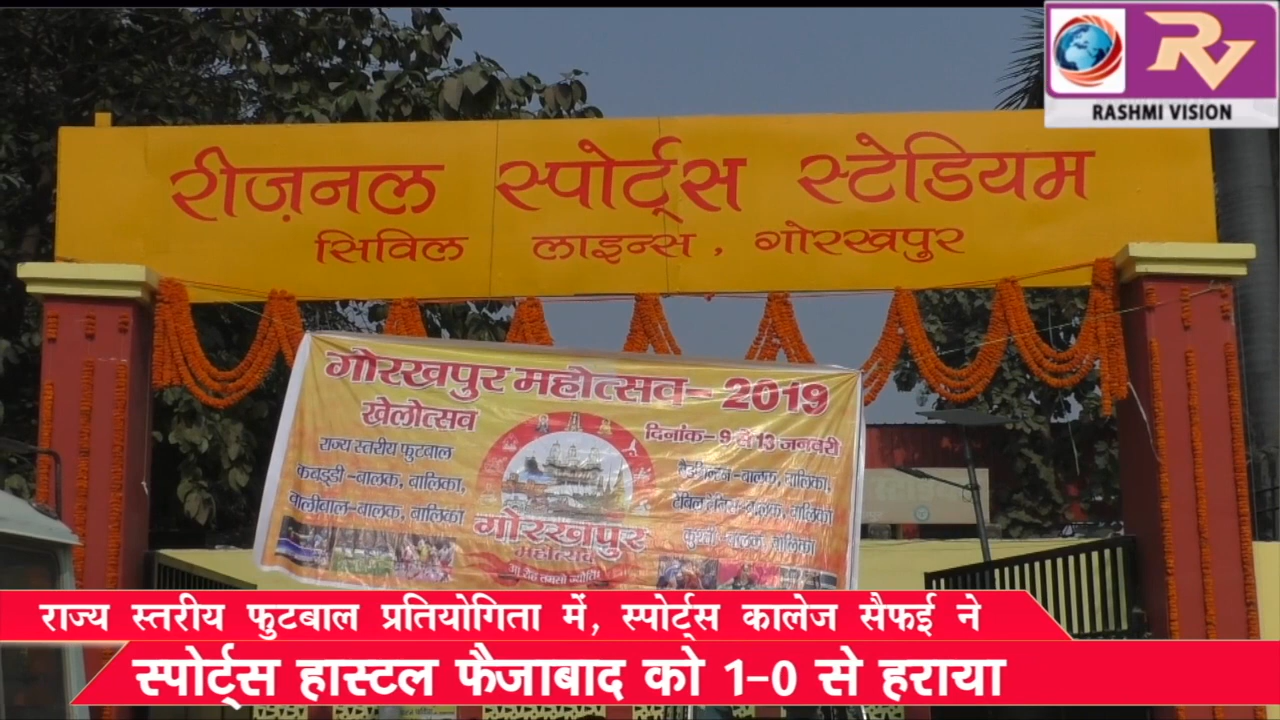 RV
RASHMI VISION
रीज़नल स्पोर्ट्स स्टेडियम
सिविल लाइन्स, गोरखपुर
गोरखपुर महोत्सव-2019
खेलोत्सव
दिनांक-9 से 13 जनवरी
राज्य स्तरीय फुटबाल
कबड्डी-बालक, बालिका,
वालीबाल-बालक, बालिका
बैडमिन्टन-बालक, बालिका,
टेबिल टेनिस-बालक, बालिका
कुश्ती-बालक, बालिका
गोरखपुर
महोत्सव
राज्य स्तरीय फुटबाल प्रतियोगिता में, स्पोर्ट्स कालेज सैफई ने
स्पोर्ट्स हास्टल फैजाबाद को 1-0 से हराया